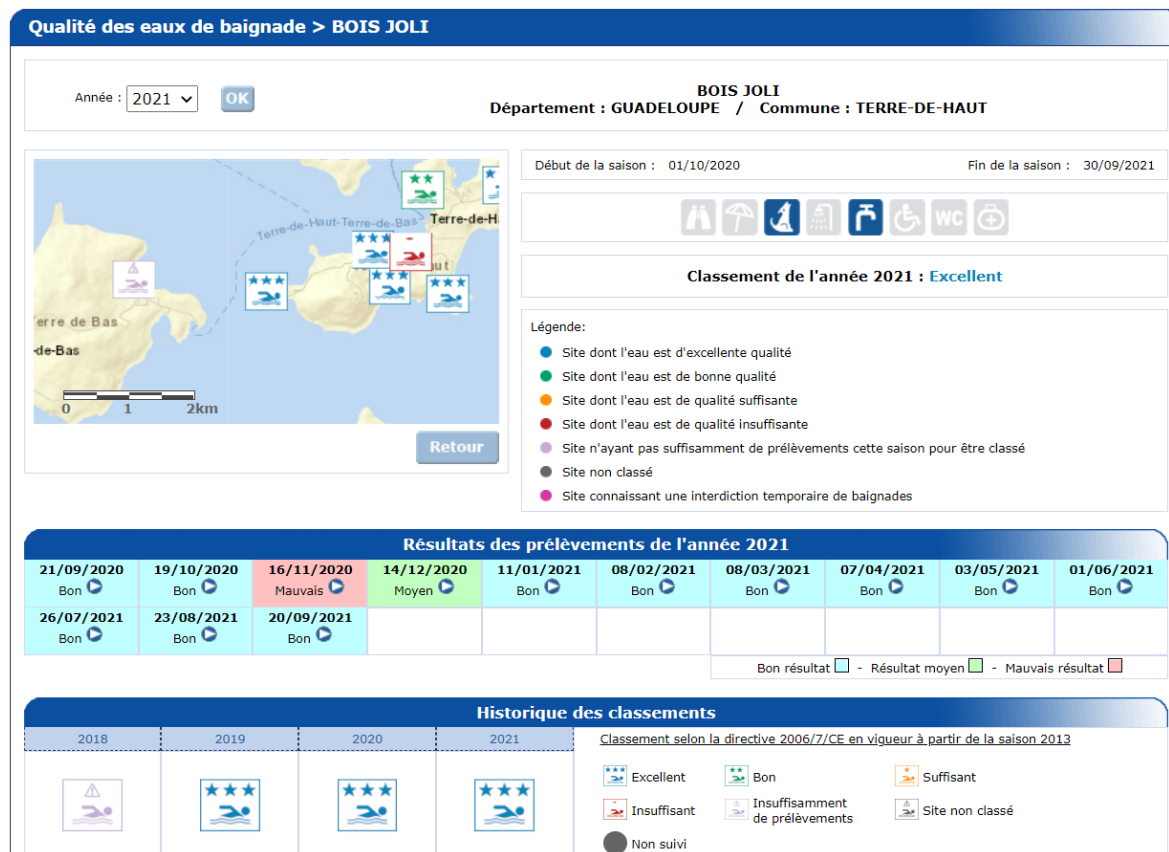 Qualité des eaux de baignade > BOIS JOLI
Année : 2021 OK
BOIS JOLI
Département : GUADELOUPE / Commune : TERRE-DE-HAUT
Terre-de-Haut-Terre-de-Bas
Terre-de-H
ut
erre de Bas
-de-Bas
0 1 2km
Retour
Début de la saison : 01/10/2020 Fin de la saison : 30/09/2021
WC
Classement de l'année 2021 : Excellent
Légende:
Site dont l'eau est d'excellente qualité
Site dont l'eau est de bonne qualité
Site dont l'eau est de qualité suffisante
Site dont l'eau est de qualité insuffisante
Site n'ayant pas suffisamment de prélèvements cette saison pour être classé
Site non classé
Site connaissant une interdiction temporaire de baignades
Résultats des prélèvements de l'année 2021
21/09/2020 19/10/2020 16/11/2020 14/12/2020 11/01/2021 08/02/2021 08/03/2021 07/04/2021 03/05/2021 01/06/2021
Bon Bon Mauvais Moyen Bon Bon Bon Bon Bon Bon
26/07/2021 23/08/2021 20/09/2021
Bon Bon Bon
Bon résultat - Résultat moyen - Mauvais résultat
Historique des classements
2018 2019 2020 2021
Classement selon la directive 2006/7/CE en vigueur à partir de la saison 2013
Excellent Bon Suffisant
Insuffisant Insuffisamment de prélèvements Site non classé
Non suivi